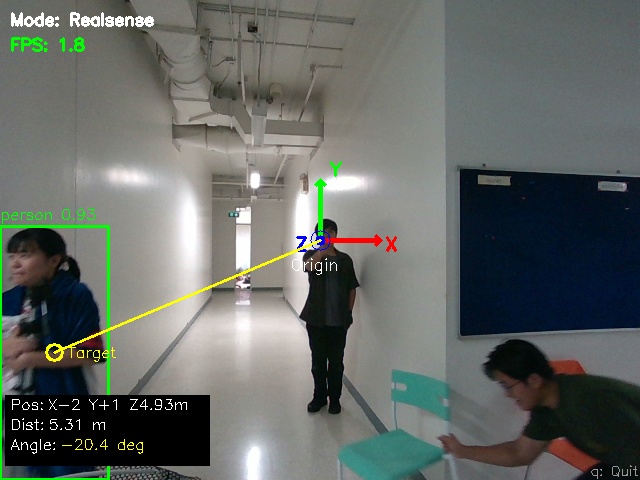 Mode: Realsense
FPS: 1.8
Y
person 0.93
Z
X
Origin
Target
Pos: X-2 Y+1 Z4.93m
Dist: 5.31 m
Angle: -20.4 deg
q: Quit